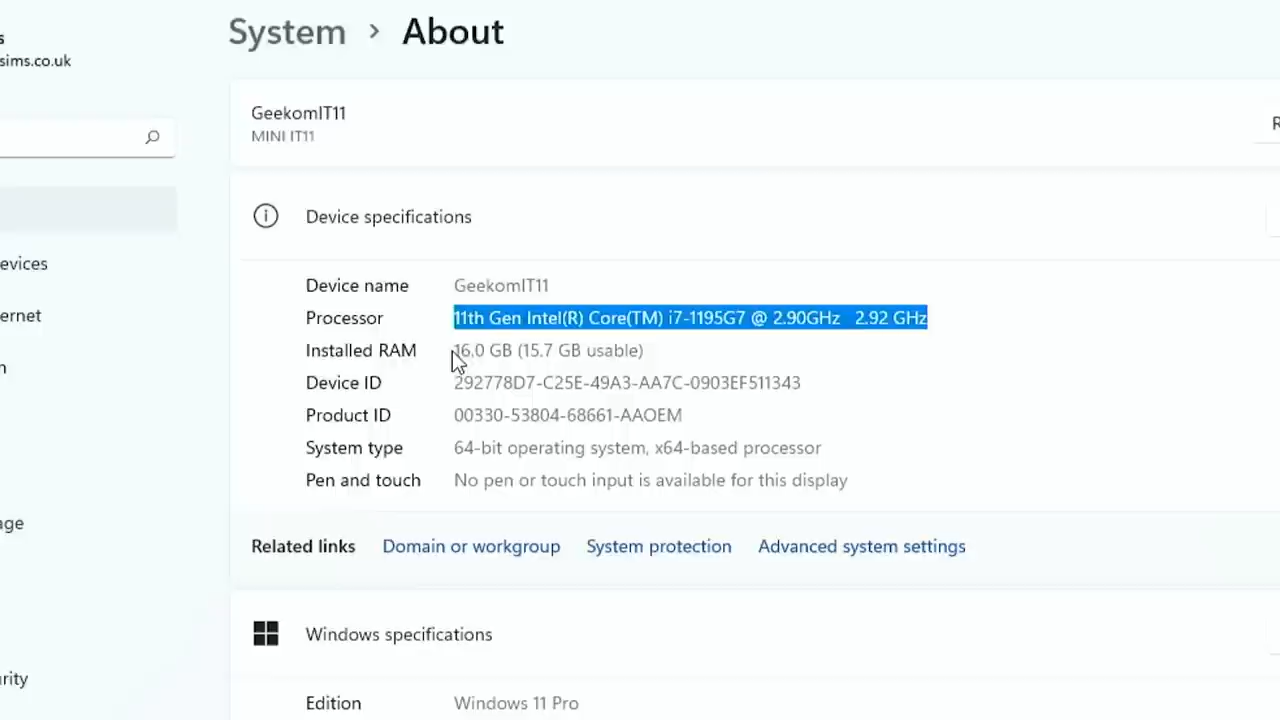 s
System > About
sims.co.uk
GeekomIT11
MINI IT11
R
Device specifications
evices
Device name GeekomIT11
ernet
Processor 11th Gen Intel(R) Core(TM) i7-1195G7 @ 2.90GHz 2.92 GHz
Installed RAM 16.0 GB (15.7 GB usable)
n
Device ID 292778D7-C25E-49A3-AA7C-0903EF511343
Product ID 00330-53804-68661-AAOEM
System type 64-bit operating system, x64-based processor
Pen and touch No pen or touch input is available for this display
age
Related links Domain or workgroup System protection Advanced system settings
Windows specifications
urity
Edition Windows 11 Pro